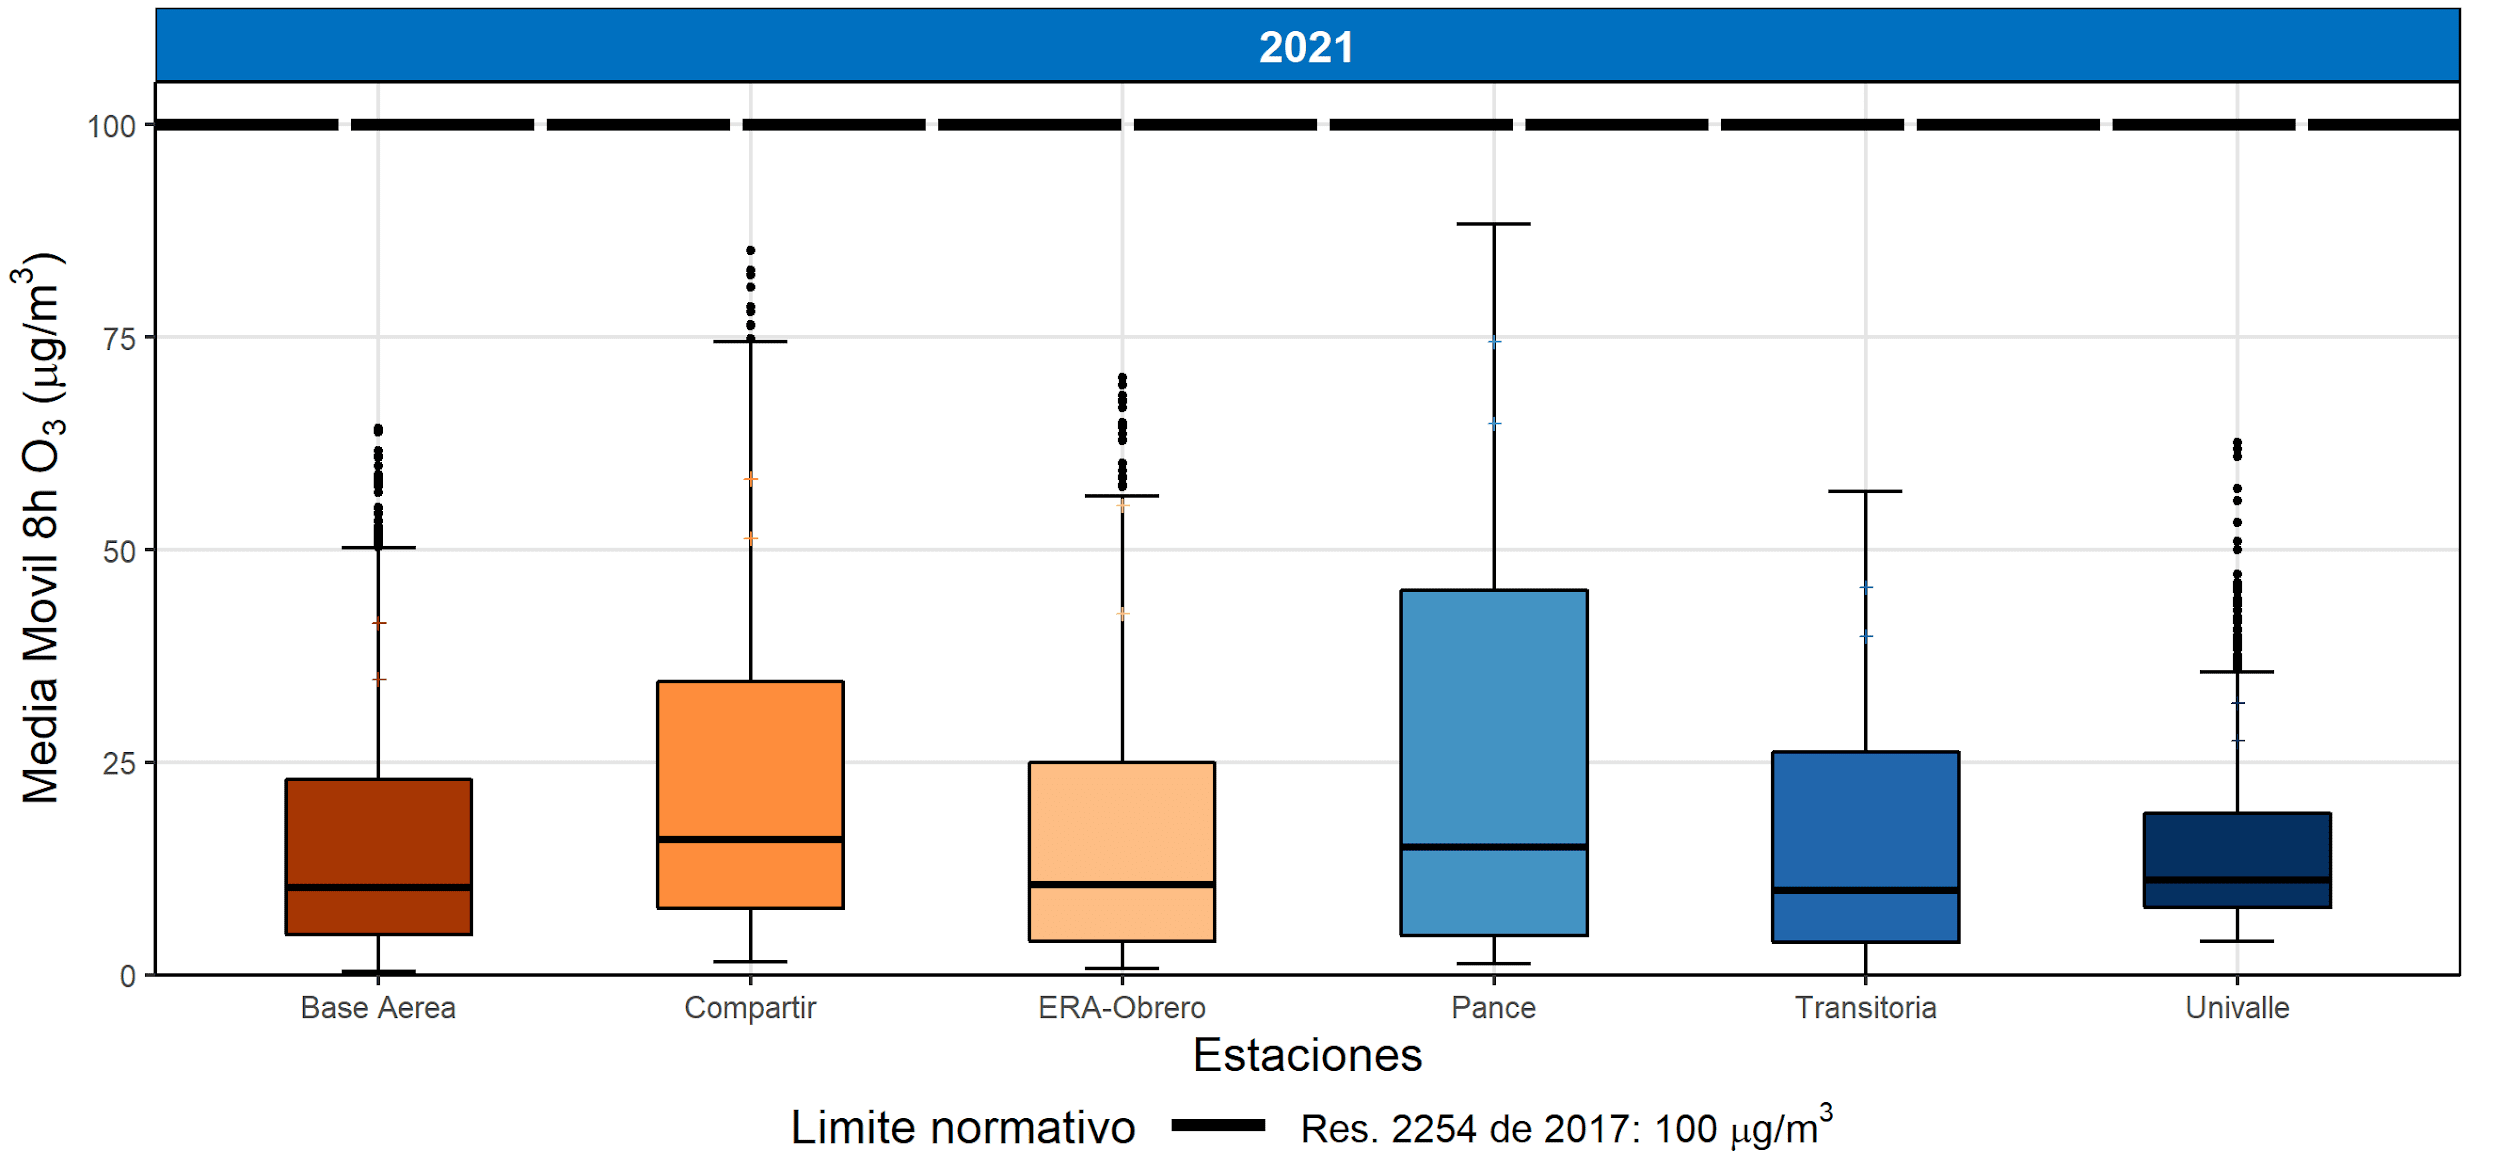 2021
Media Movil 8h O₃ (μg/m³)
100
75
50
25
0
Base Aerea
Compartir
ERA-Obrero
Pance
Transitoria
Univalle
Estaciones
Limite normativo
Res. 2254 de 2017: 100 μg/m³